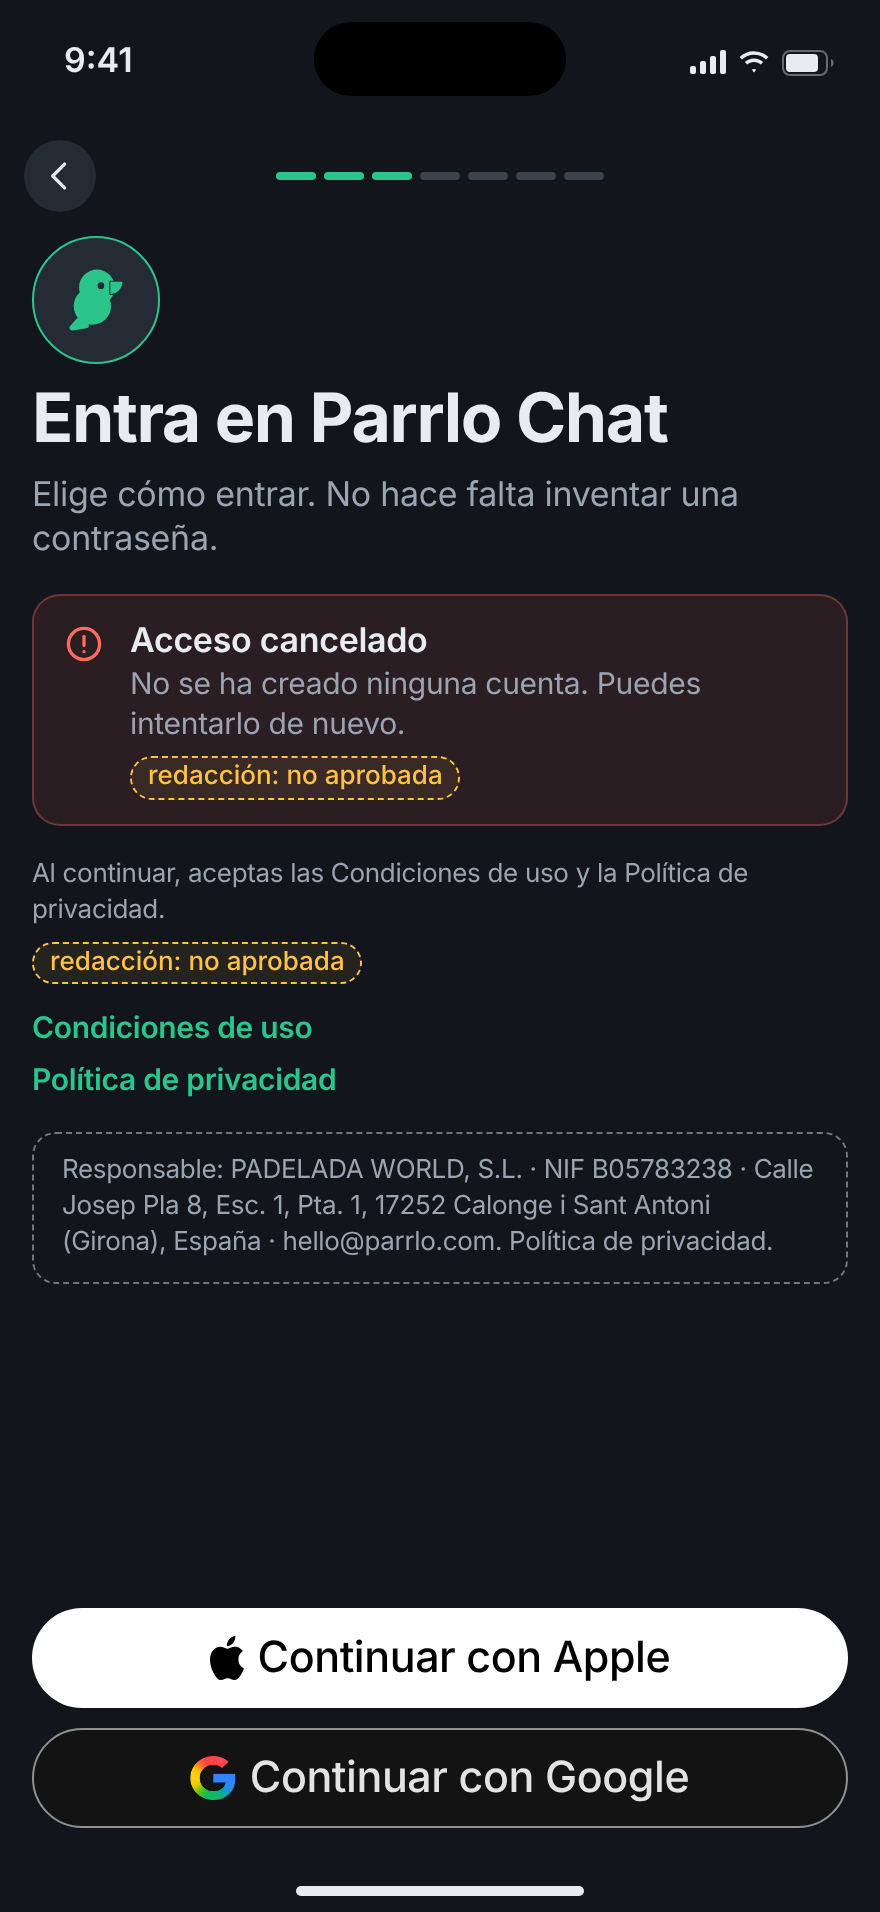 9:41
Entra en Parrlo Chat
Elige cómo entrar. No hace falta inventar una
contraseña.
Acceso cancelado
No se ha creado ninguna cuenta. Puedes
intentarlo de nuevo.
redacción: no aprobada
Al continuar, aceptas las Condiciones de uso y la Política de
privacidad.
redacción: no aprobada
Condiciones de uso
Política de privacidad
Responsable: PADELADA WORLD, S.L. · NIF B05783238 · Calle
Josep Pla 8, Esc. 1, Pta. 1, 17252 Calonge i Sant Antoni
(Girona), España · hello@parrlo.com. Política de privacidad.
Continuar con Apple
Continuar con Google